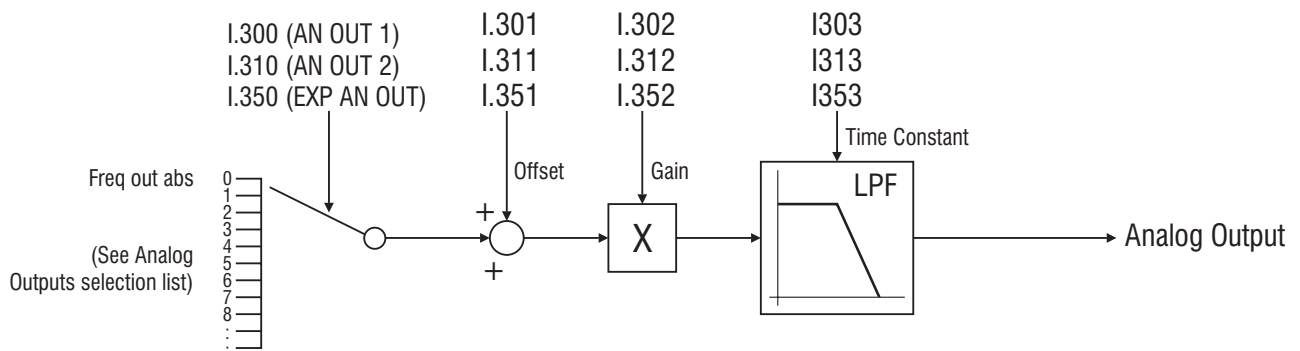 I.300 (AN OUT 1)
I.310 (AN OUT 2)
I.350 (EXP AN OUT)
I.301
I.311
I.351
I.302
I.312
I.352
I303
I313
I353
Time Constant
Offset
Gain
Freq out abs
(See Analog
Outputs selection list)
0
1
2
3
4
5
6
7
8
:
.
+
+
X
LPF
Analog Output